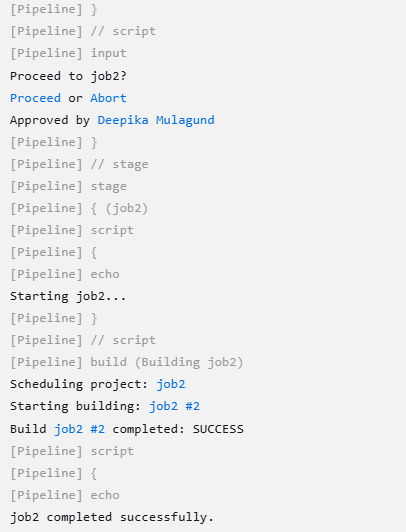 [Pipeline] }
[Pipeline] // script
[Pipeline] input
Proceed to job2?
Proceed or Abort
Approved by Deepika Mulagund
[Pipeline] }
[Pipeline] // stage
[Pipeline] stage
[Pipeline] { (job2)
[Pipeline] script
[Pipeline] {
[Pipeline] echo
Starting job2...
[Pipeline] }
[Pipeline] // script
[Pipeline] build (Building job2)
Scheduling project: job2
Starting building: job2 #2
Build job2 #2 completed: SUCCESS
[Pipeline] script
[Pipeline] {
[Pipeline] echo
job2 completed successfully.